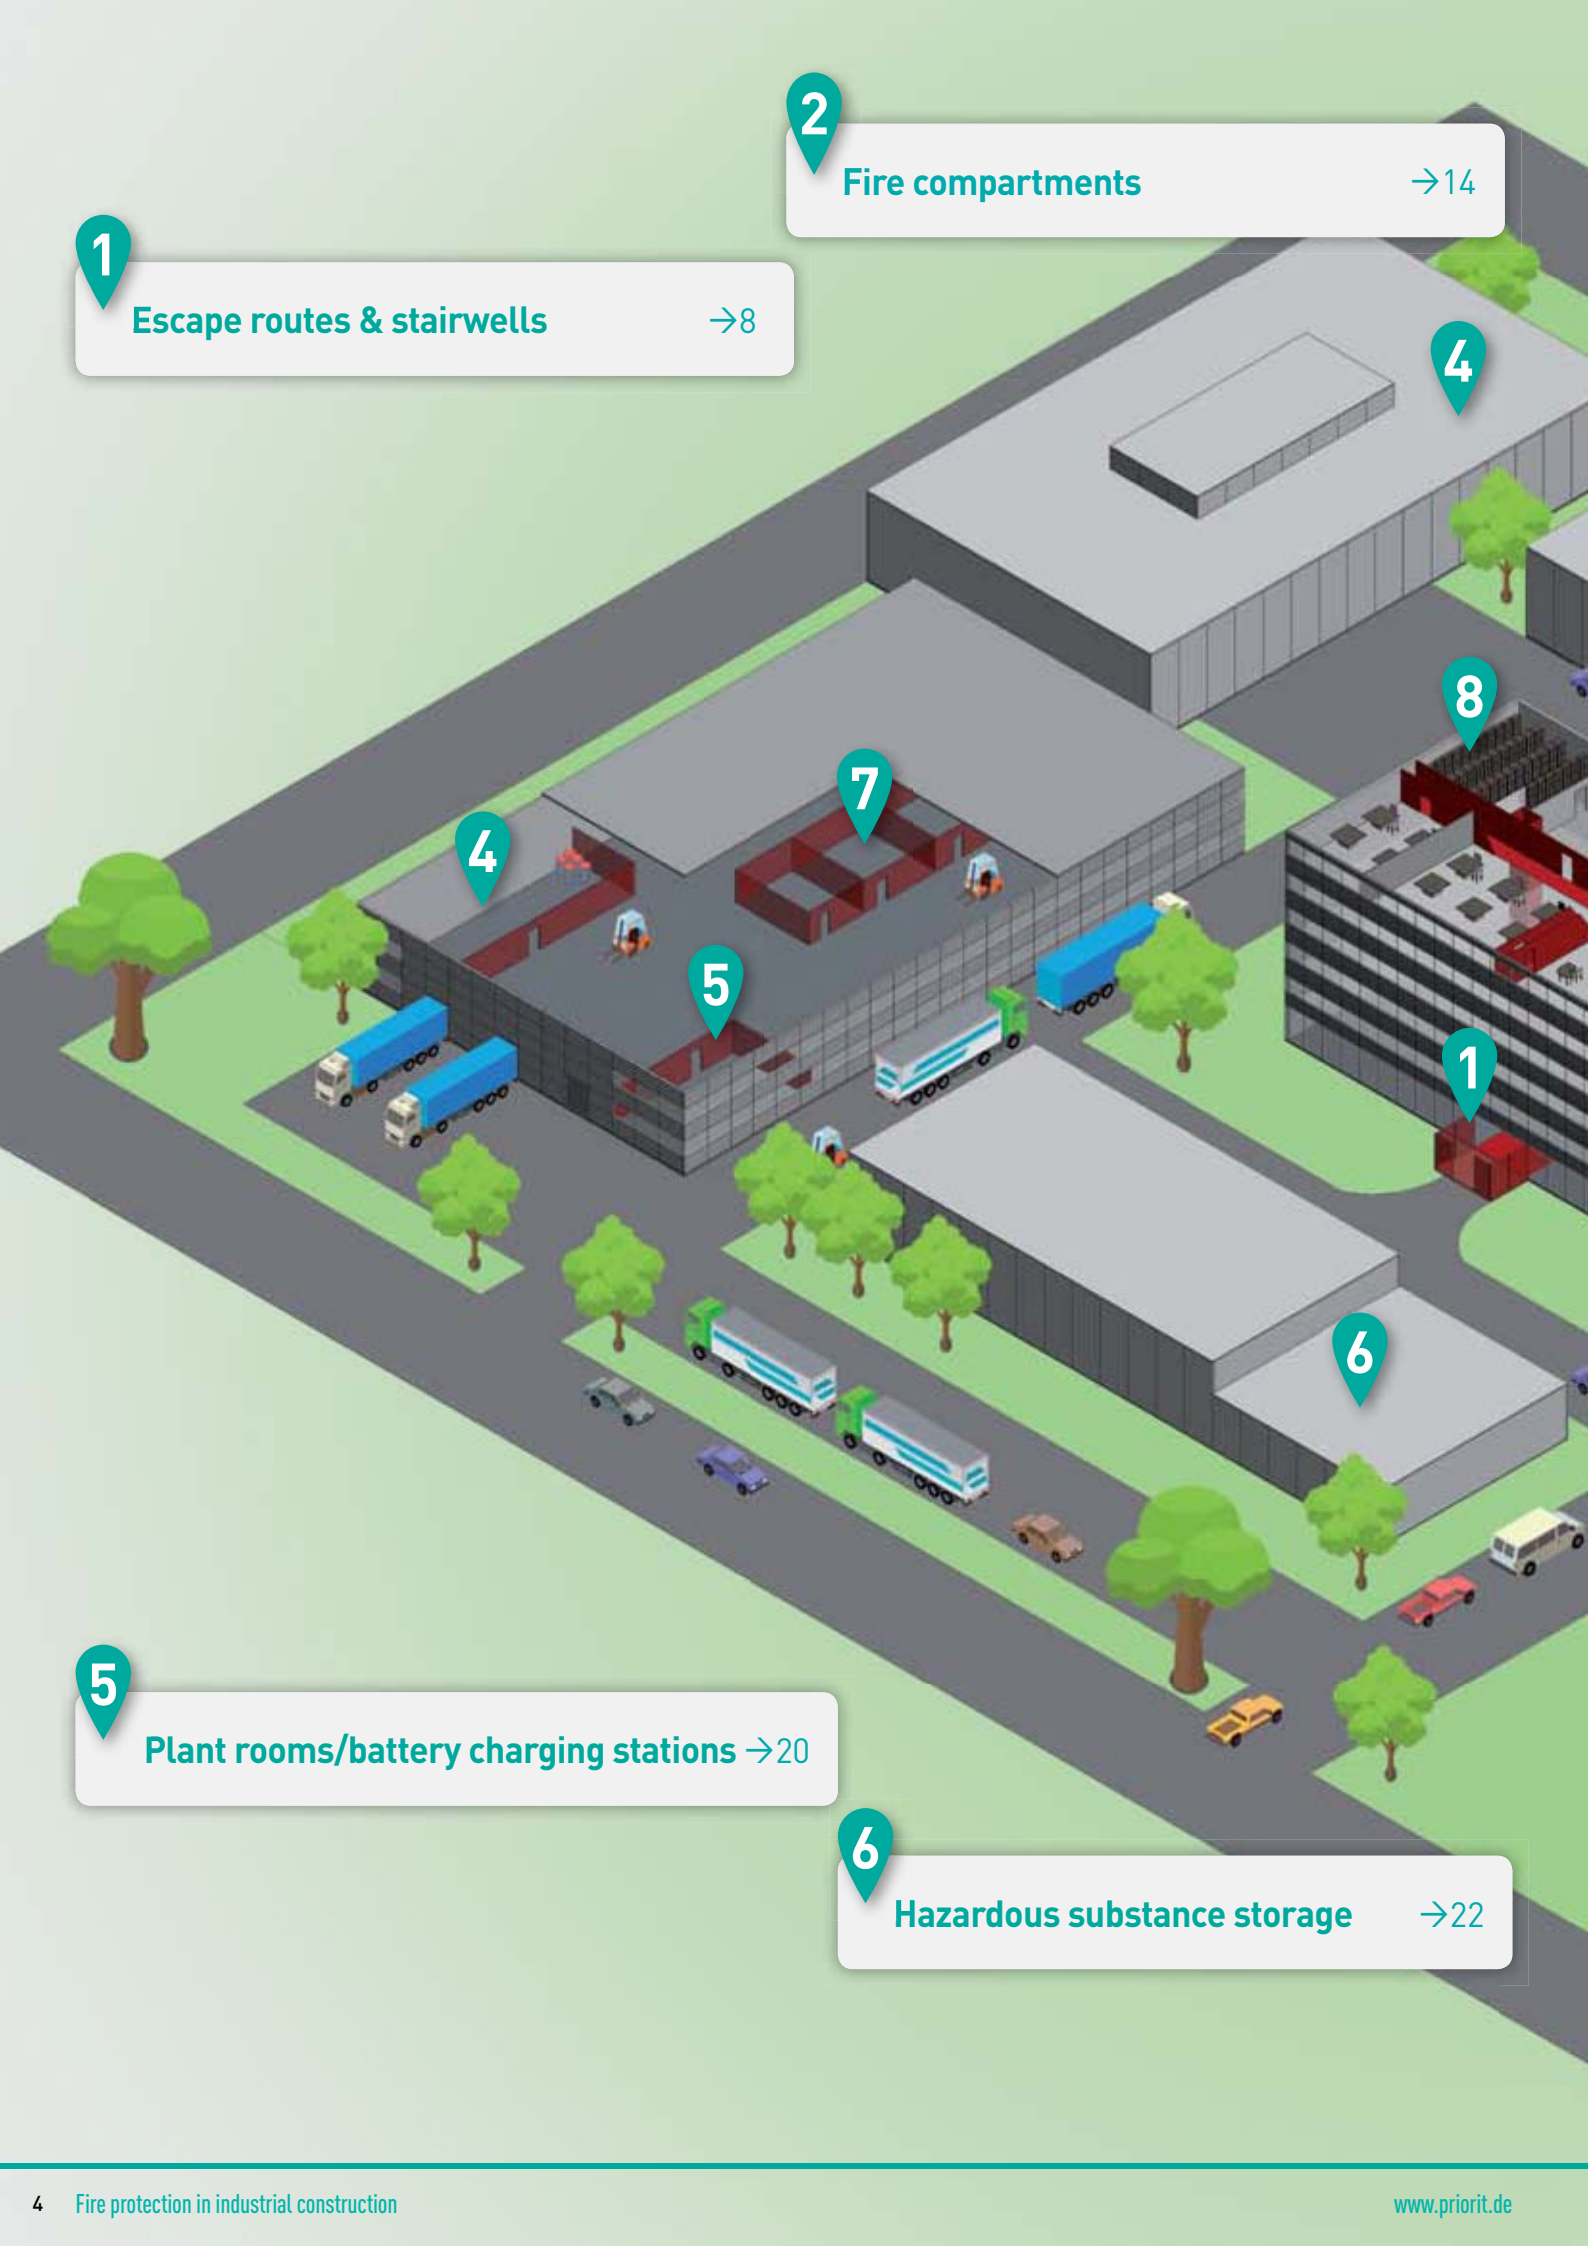 2
Fire compartments →14
1
Escape routes & stairwells →8
4
8
7
4
5
1
6
5
Plant rooms/battery charging stations →20
6
Hazardous substance storage →22
4 Fire protection in industrial construction www.priorit.de